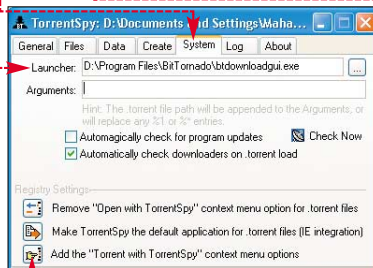 TorrentSpy: D:\Documents and Settings\Maha...
General Files Data Create System Log About
Launcher: D:\Program Files\BitTornado\btdownloadgui.exe ...
Arguments:
Hint: The .torrent file path will be appended to the Arguments, or
will replace any %1 or %* entries.
Automagically check for program updates Check Now
Automatically check downloaders on .torrent load
Registry Settings
Remove "Open with TorrentSpy" context menu option for .torrent files
Make TorrentSpy the default application for .torrent files (IE integration)
Add the "Torrent with TorrentSpy" context menu options